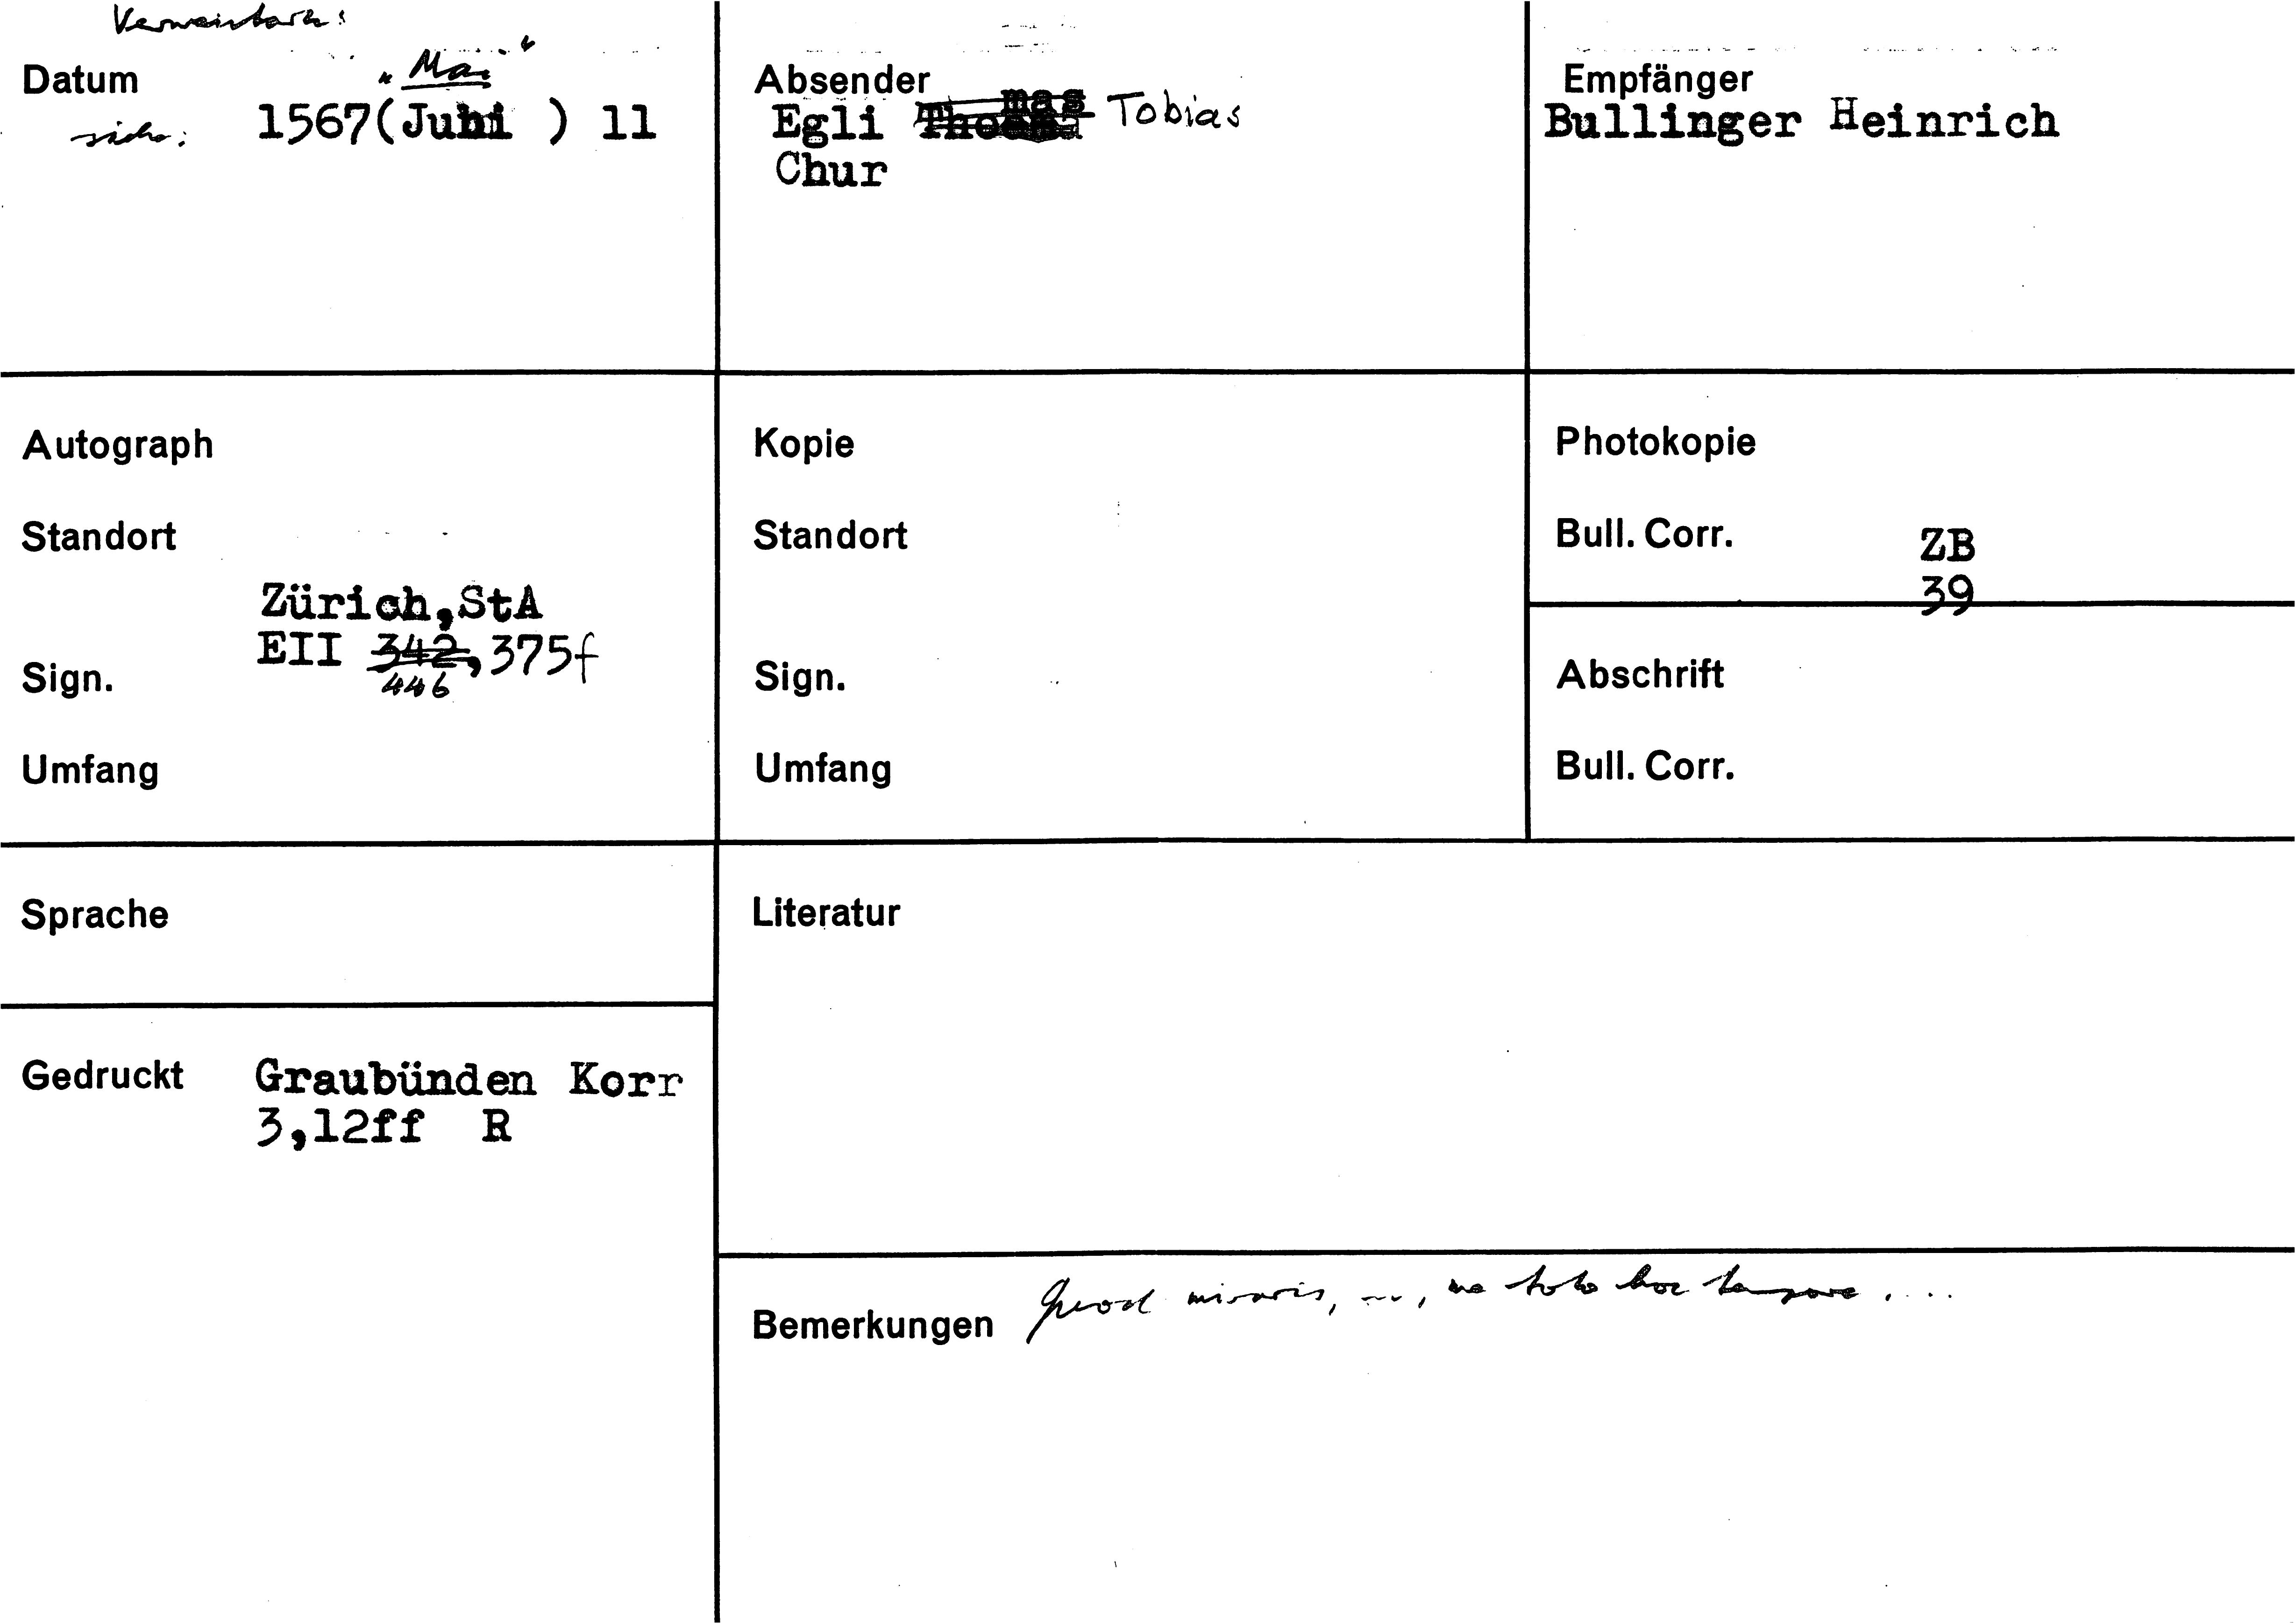 Verweiskarte:
Datum
"Mai"
siehe: 1567(Juni ) 11
Absender
Egli Thomas Tobias
Chur
Empfänger
Bullinger Heinrich
Autograph
Standort
Zürich,StA
EII 342,375f
446
Sign.
Umfang
Kopie
Standort
Sign.
Umfang
Photokopie
Bull. Corr. ZB
39
Abschrift
Bull. Corr.
Sprache
Gedruckt Graubünden Korr
3,12ff R
Literatur
Bemerkungen Quod miraris, ..., me toto hoc tempore ....